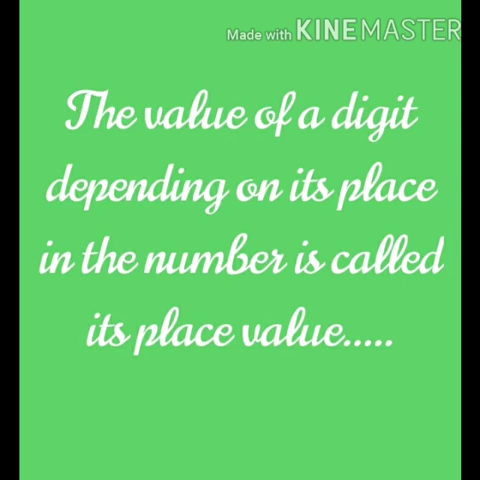 Made with KINEMASTER
The value of a digit
depending on its place
in the number is called
its place value.....